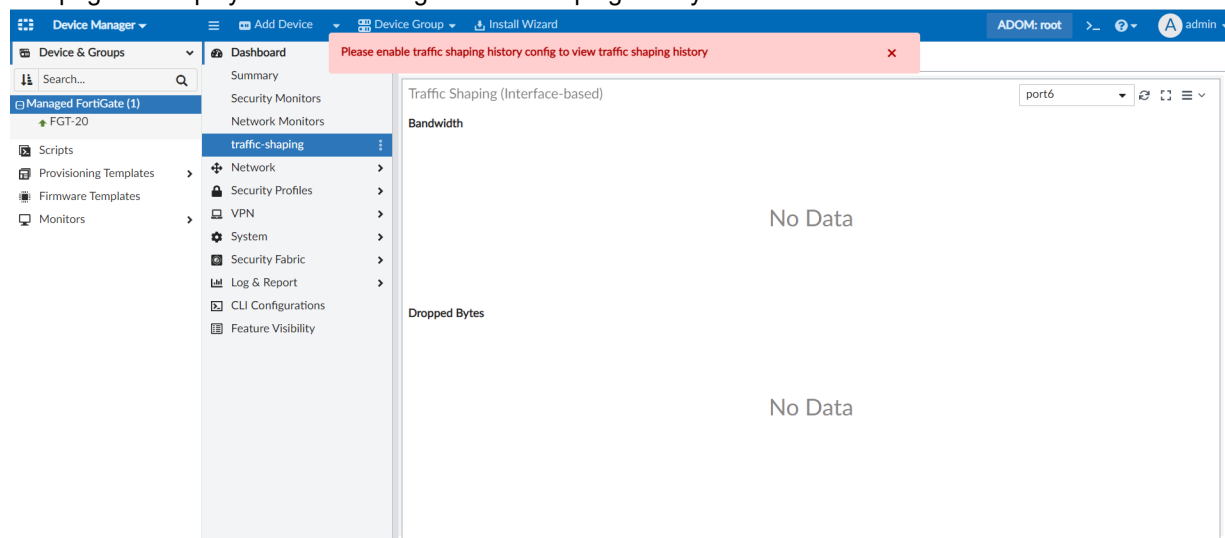 Device Manager
Add Device
Device Group
Install Wizard
ADOM: root
>_
A
admin
Device & Groups
Search...
Managed FortiGate (1)
FGT-20
Scripts
Provisioning Templates
Firmware Templates
Monitors
Dashboard
Summary
Security Monitors
Network Monitors
traffic-shaping
Network
Security Profiles
VPN
System
Security Fabric
Log & Report
CLI Configurations
Feature Visibility
Please enable traffic shaping history config to view traffic shaping history
Traffic Shaping (Interface-based)
port6
Bandwidth
No Data
Dropped Bytes
No Data